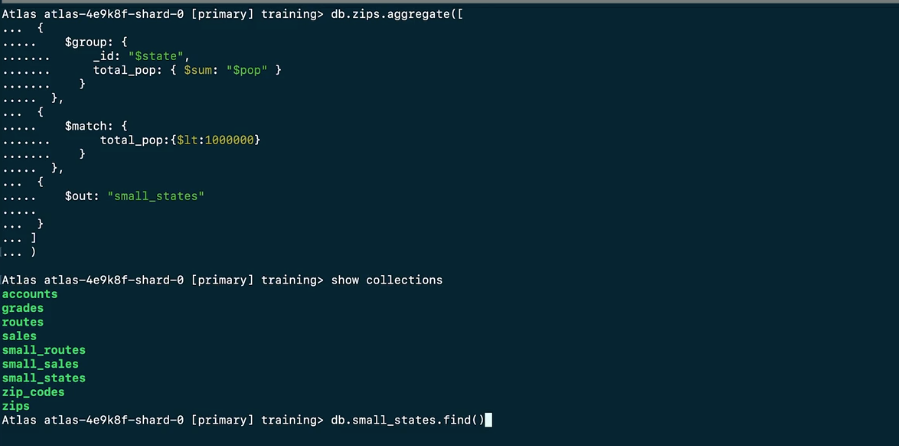 Atlas atlas-4e9k8f-shard-0 [primary] training> db.zips.aggregate([
...  {
.....    $group: {
.......      _id: "$state",
.......      total_pop: { $sum: "$pop" }
.......    }
.....  },
...  {
.....    $match: {
.......       total_pop:{$lt:1000000}
.......    }
.....  },
...  {
.....    $out: "small_states"
.....
...  }
... ]
... )
Atlas atlas-4e9k8f-shard-0 [primary] training> show collections
accounts
grades
routes
sales
small_routes
small_sales
small_states
zip_codes
zips
Atlas atlas-4e9k8f-shard-0 [primary] training> db.small_states.find()